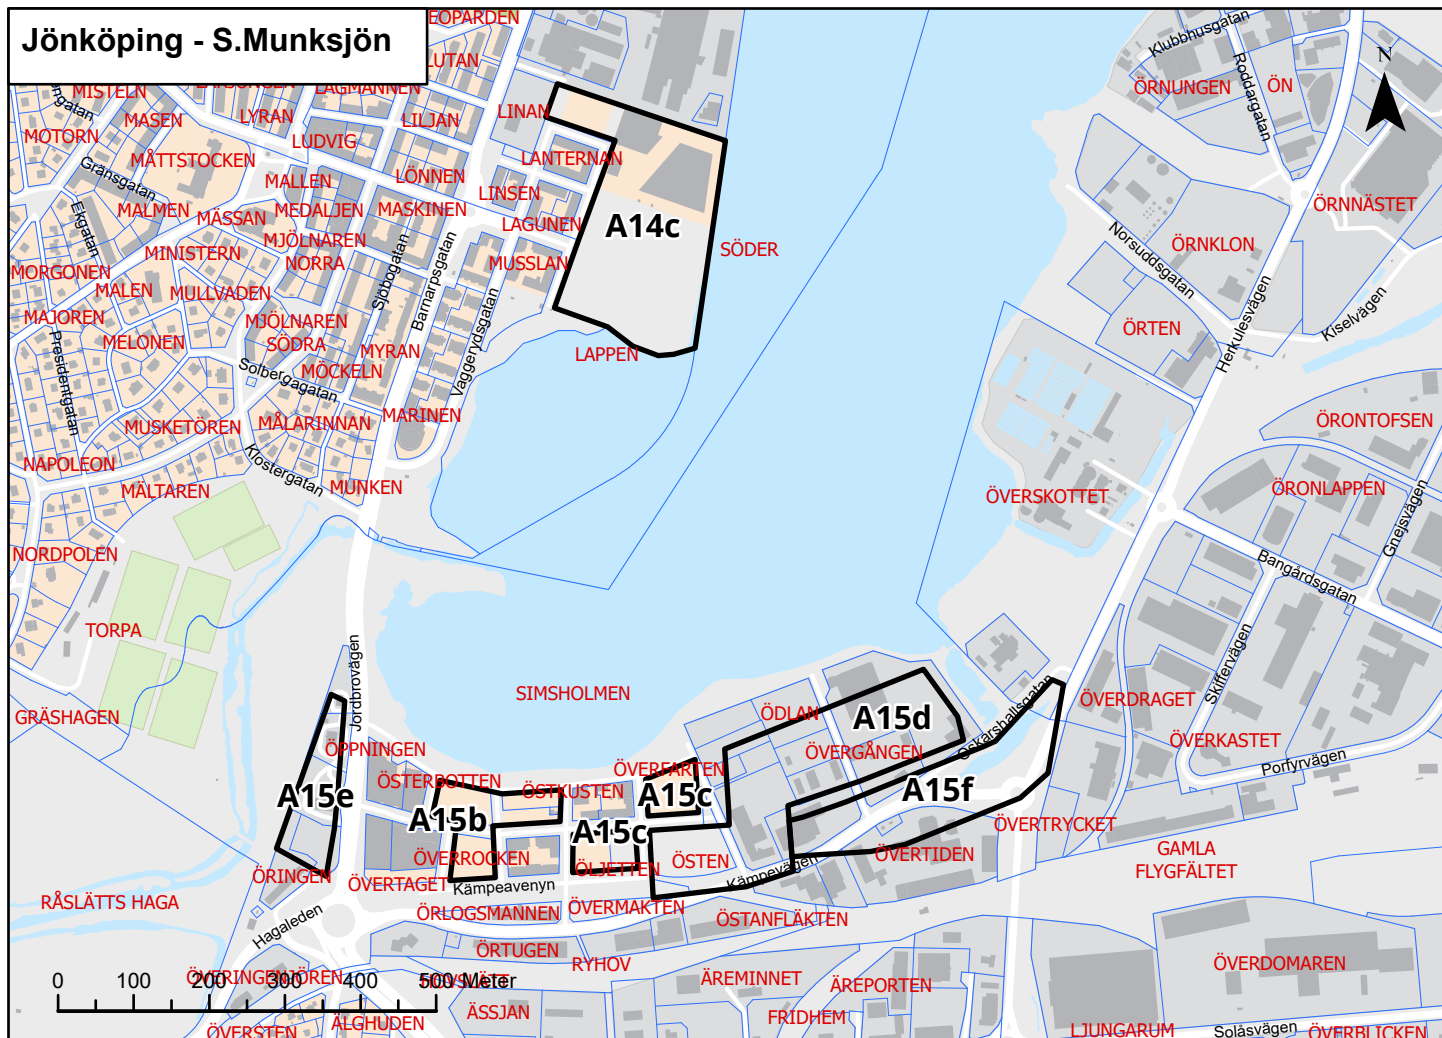 Jönköping - S.Munksjön
N
EOPARDEN
LUTAN
MISTELN
LAGMANNEN
MASEN
LYRAN
LILJAN
LINAN
MOTORN
LUDVIG
MÅTTSTOCKEN
LANTERNAN
Gränsgatan
MALLEN
LÖNNEN
LINSEN
Ekgatan
MALMEN
MÄSSAN
MEDALJEN
MASKINEN
LAGUNEN
A14c
MJÖLNAREN
NORRA
MINISTERN
MUSSLAN
SÖDER
MORGONEN
MALEN
MULLVADEN
Sjöbogatan
Barnarpsgatan
Vaggerydsgatan
MAJOREN
MJÖLNAREN
SÖDRA
MELONEN
MYRAN
LAPPEN
Presidentgatan
Solbergagatan
MÖCKELN
MUSKETÖREN
MÅLARINNAN
MARINEN
NAPOLEON
Klostergatan
MÄLTAREN
MUNKEN
NORDPOLEN
TORPA
GRÄSHAGEN
Jordbrovägen
SIMSHOLMEN
Klubbhusgatan
Roddargatan
ÖRNUNGEN
ÖN
ÖRNNÄSTET
Norsuddsgatan
ÖRNKLON
Herkulesvägen
Kiselvägen
ÖRTEN
ÖRONTOFSEN
ÖVERSKOTTET
ÖRONLAPPEN
Gnejsvägen
Bangårdsgatan
Skiffervägen
ÖVERDRAGET
ÖVERKASTET
Porfyrvägen
ÖDLAN
A15d
ÖVERGÅNGEN
Oskarshallsgatan
ÖPPNINGEN
ÖSTERBOTTEN
ÖVERFARTEN
ÖSTKUSTEN
A15e
A15b
A15c
A15c
A15f
ÖVERTRYCKET
ÖVERROCKEN
ÖLJETTEN
ÖSTEN
ÖVERTIDEN
GAMLA
FLYGFÄLTET
ÖRINGEN
ÖVERTAGET
Kämpeavenyn
Kämpevägen
RÅSLÄTTS HAGA
Hagaleden
ÖRLOGSMANNEN
ÖVERMAKTEN
ÖSTANFLÄKTEN
ÖRTUGEN
RYHOV
ÄREMINNET
ÄREPORTEN
ÖVERDOMAREN
0 100 200 300 400 500 Meter
ÄSSJAN
FRIDHEM
ÖVERSTEN
ÄLGHUDEN
LJUNGARUM
Solåsvägen
ÖVERBLICKEN